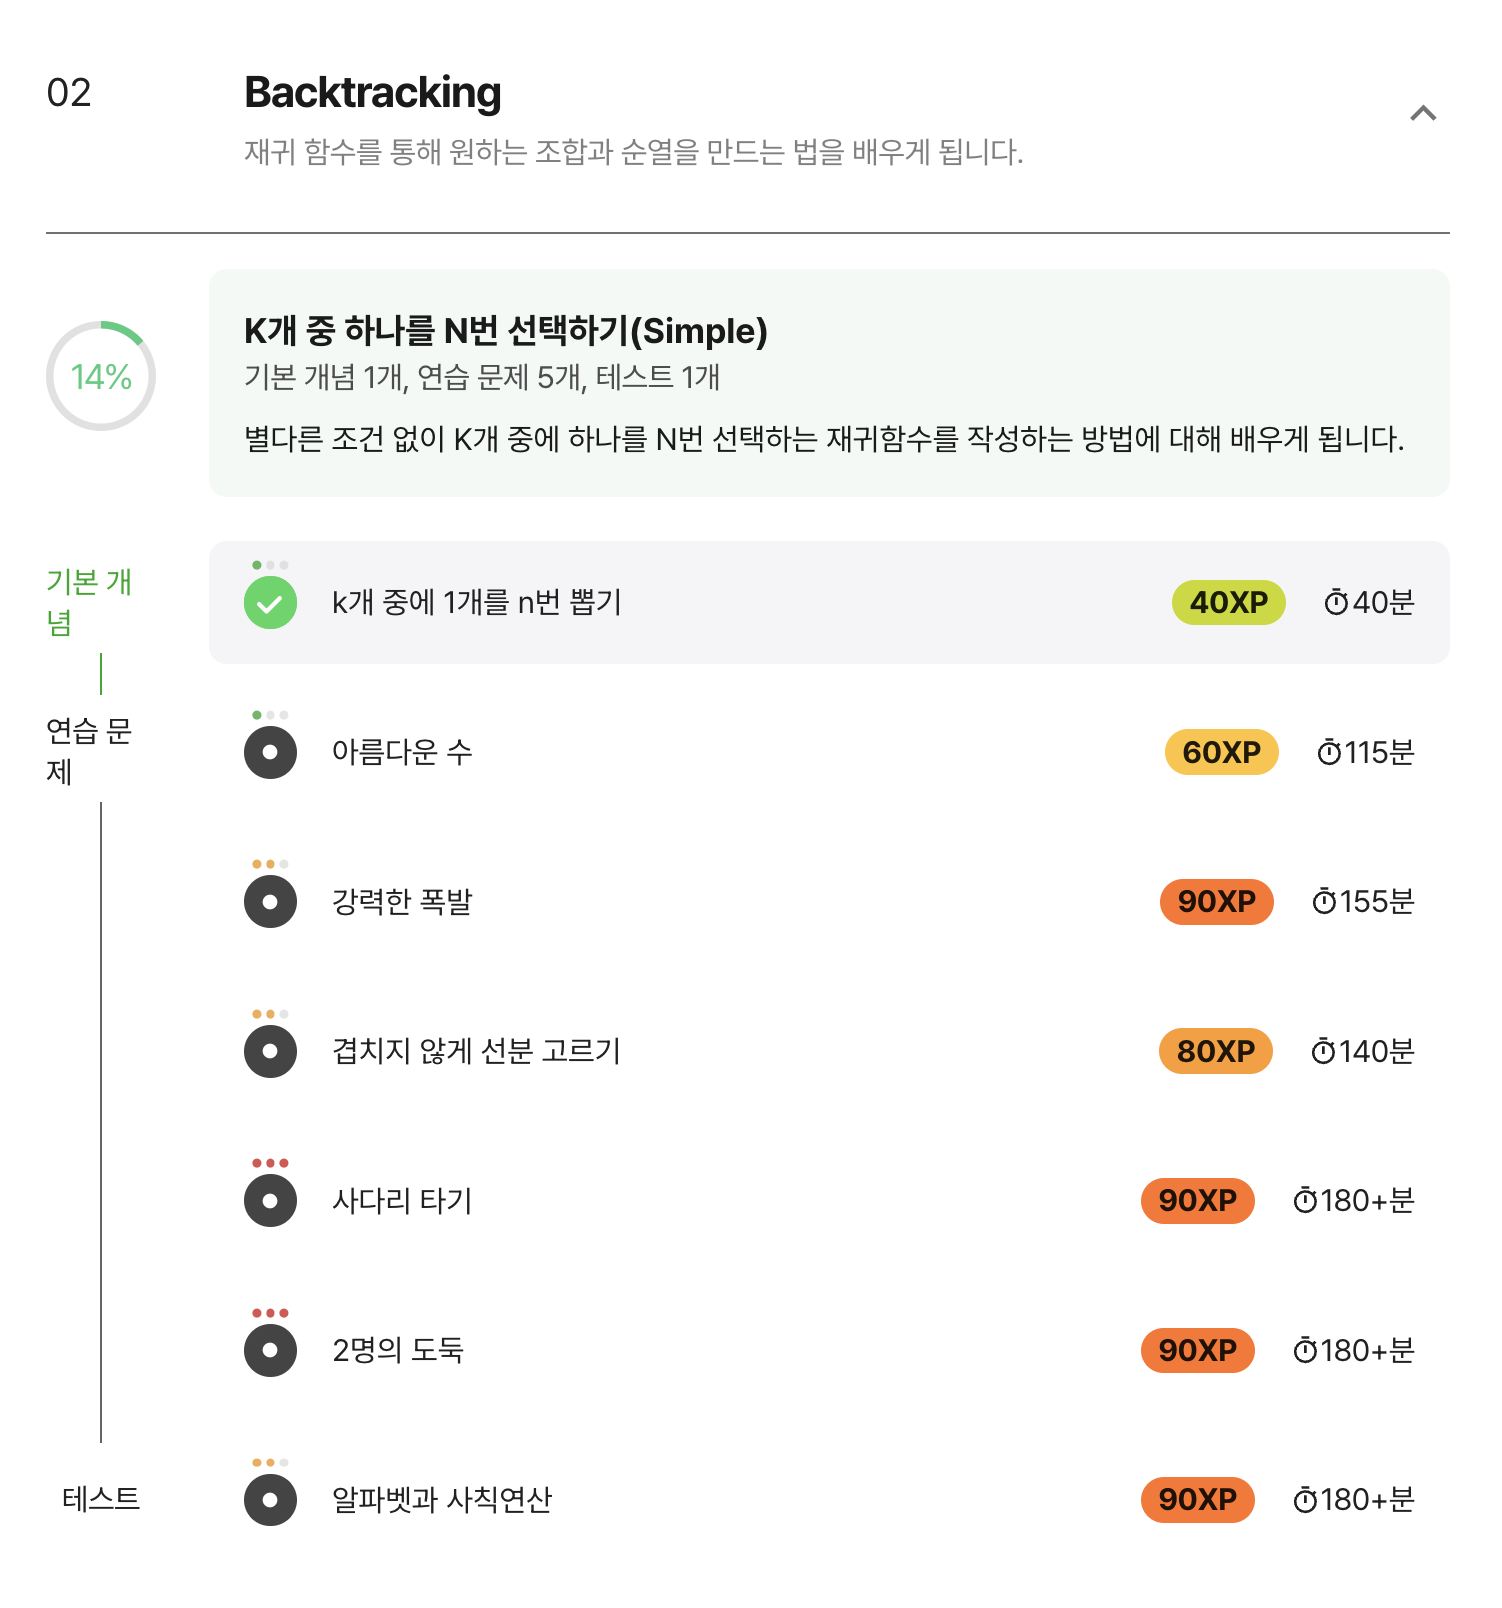 02
Backtracking
재귀 함수를 통해 원하는 조합과 순열을 만드는 법을 배우게 됩니다.
14%
K개 중 하나를 N번 선택하기(Simple)
기본 개념 1개, 연습 문제 5개, 테스트 1개
별다른 조건 없이 K개 중에 하나를 N번 선택하는 재귀함수를 작성하는 방법에 대해 배우게 됩니다.
기본 개
념
k개 중에 1개를 n번 뽑기 40XP 40분
연습 문
제
아름다운 수 60XP 115분
강력한 폭발 90XP 155분
겹치지 않게 선분 고르기 80XP 140분
사다리 타기 90XP 180+분
2명의 도둑 90XP 180+분
테스트
알파벳과 사칙연산 90XP 180+분